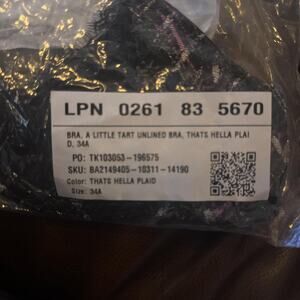 LPN 0261 83 5670
BRA, A LITTLE TART UNLINED BRA, THATS HELLA PLAI
D, 34A
PO: TK103053-196575
SKU: BA2149405-10311-14190
Color: THATS HELLA PLAID
Size: 34A